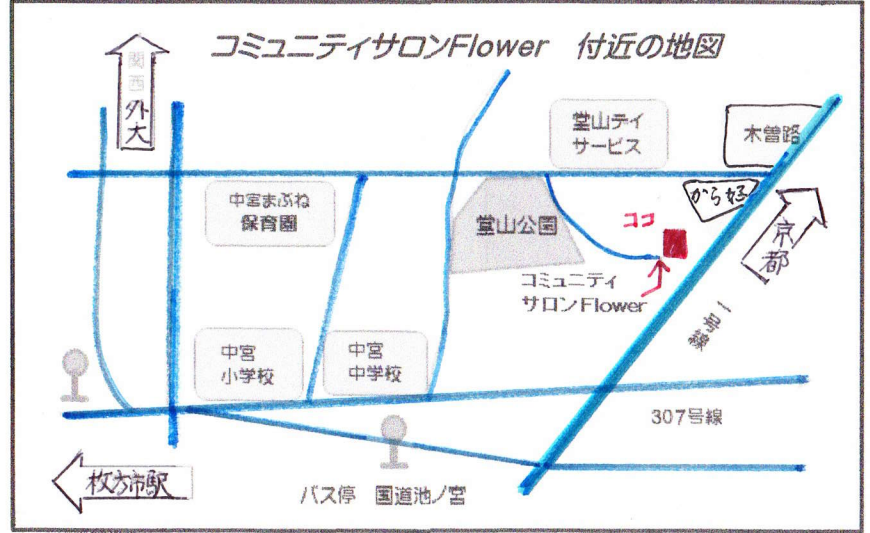 コミュニティサロンFlower 付近の地図
関西
外大
堂山デイ
サービス
木曽路
から好
中宮まぶね
保育園
堂山公園
ココ
京都
コミュニティ
サロンFlower
一号線
中宮
小学校
中宮
中学校
307号線
枚方市駅
バス停 国道池ノ宮